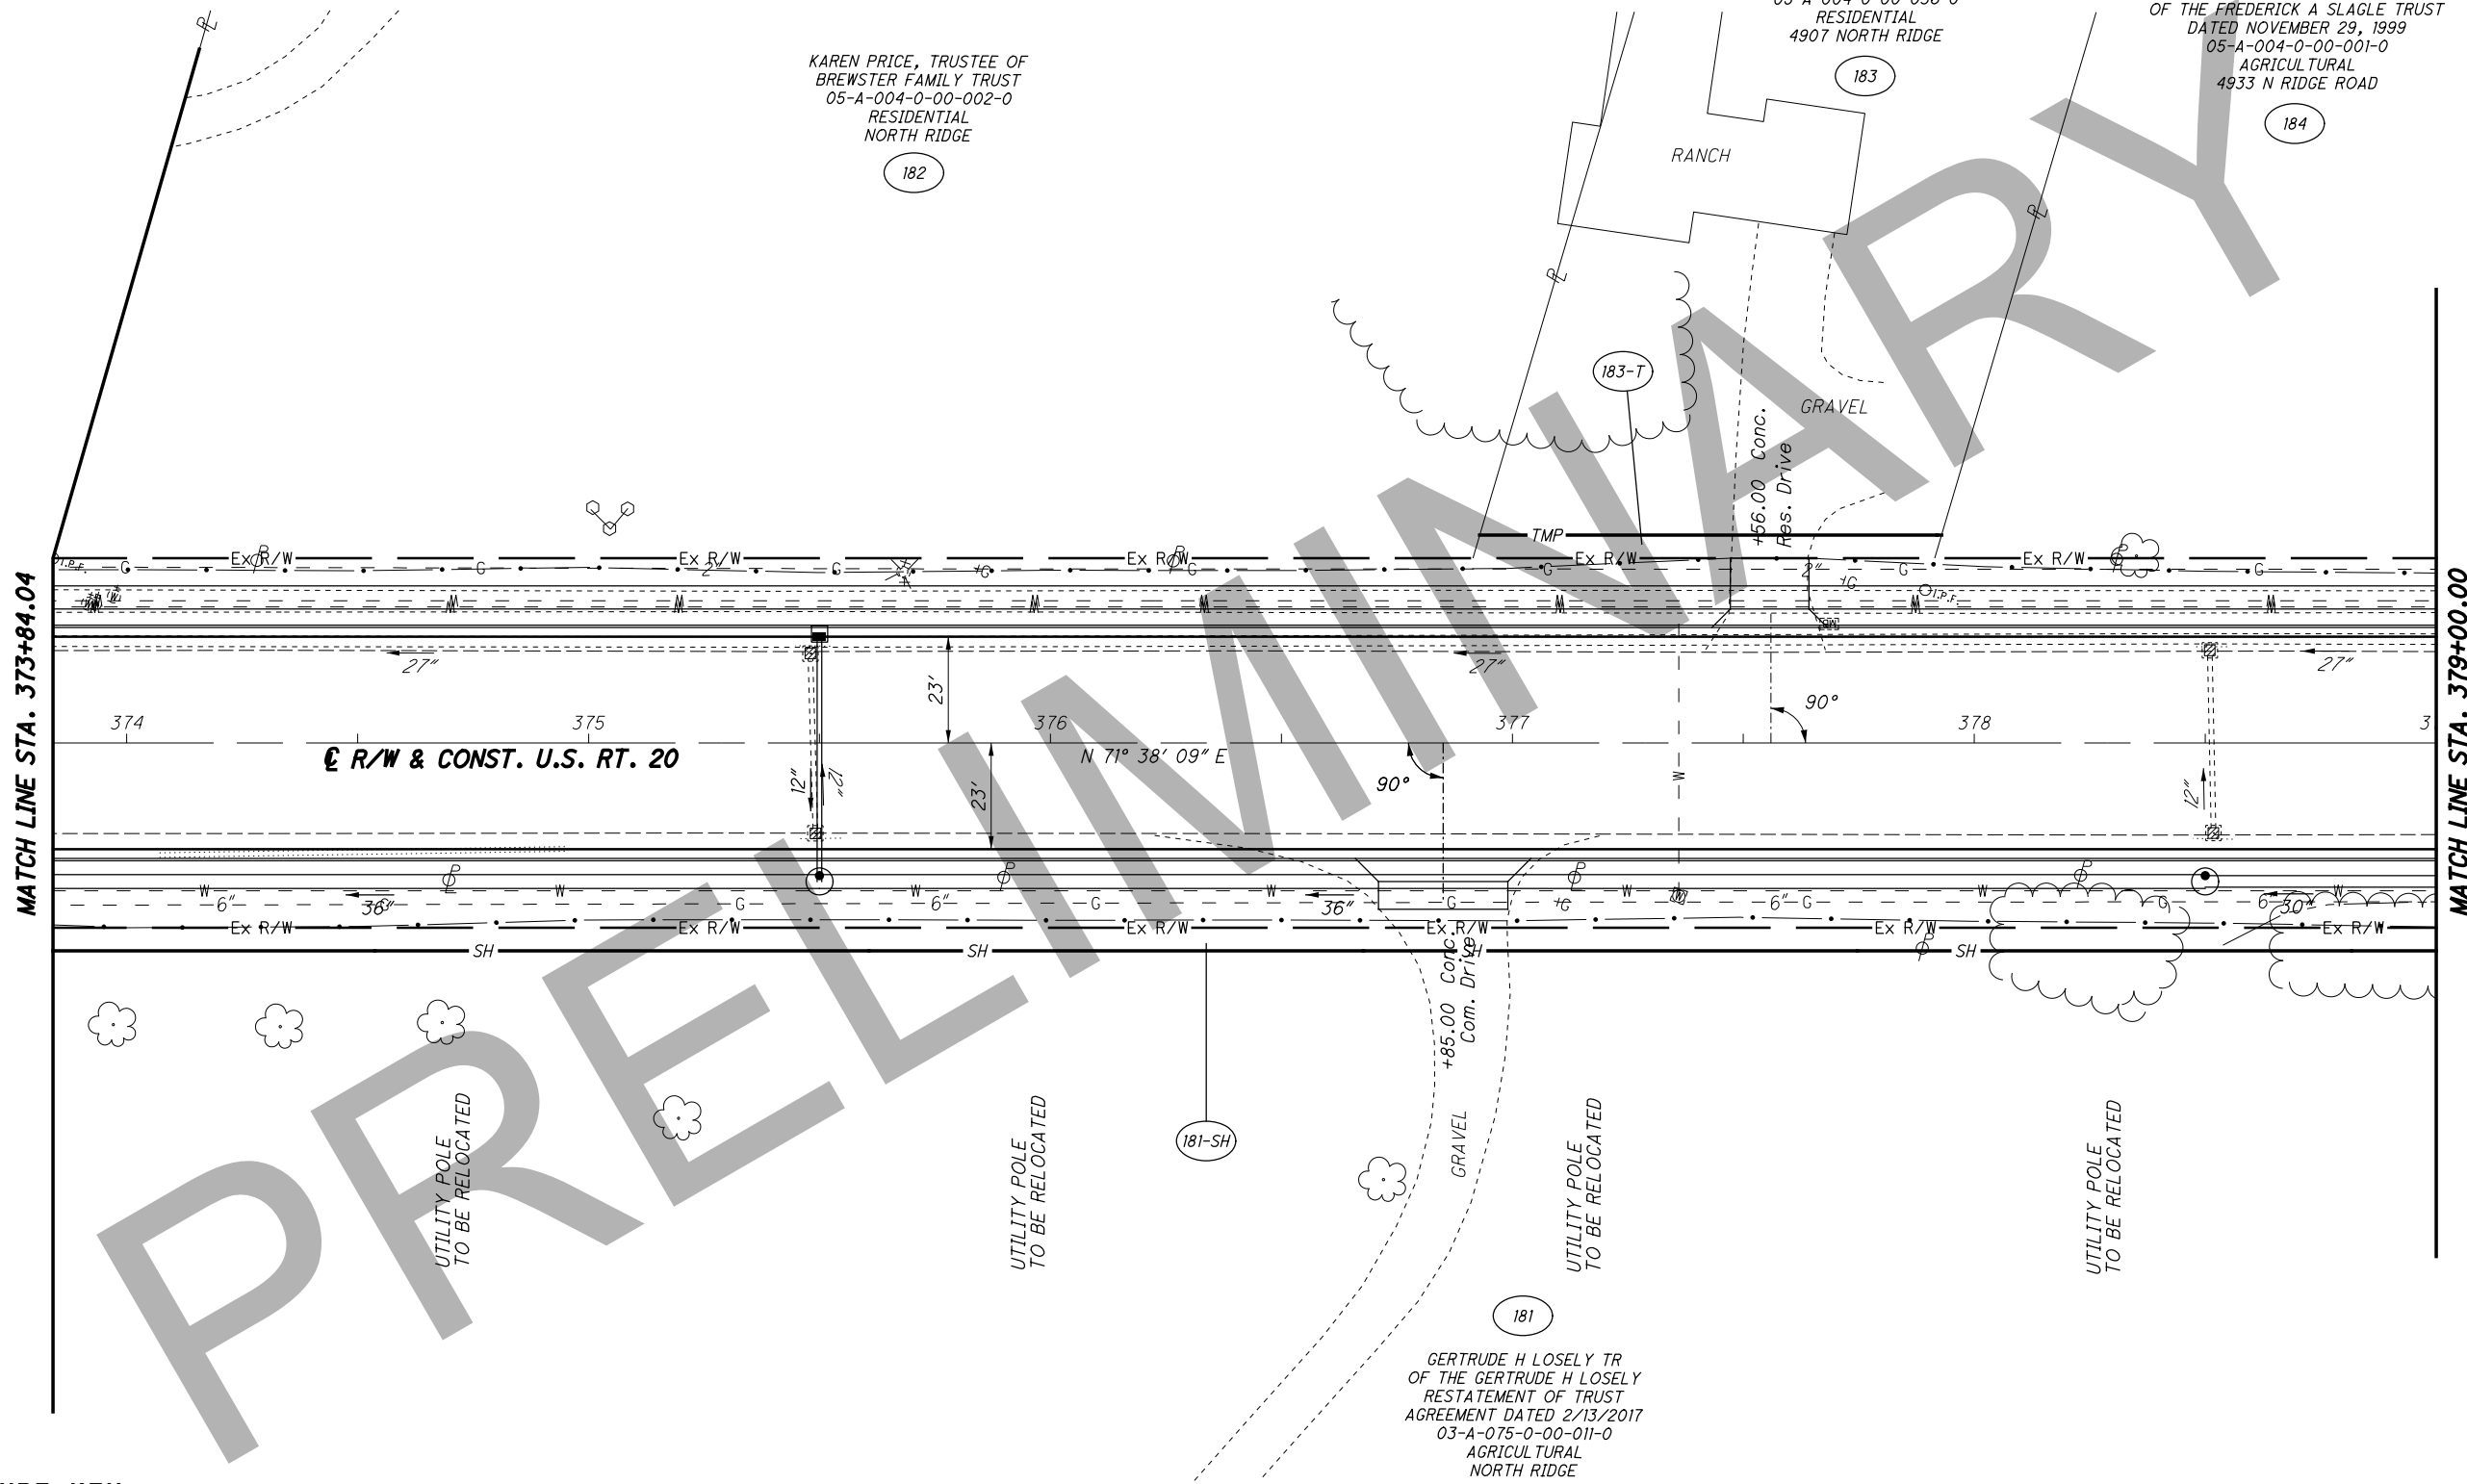 OF THE FREDERICK A SLAGLE TRUST
DATED NOVEMBER 29, 1999
05-A-004-0-00-001-0
AGRICULTURAL
4933 N RIDGE ROAD
184
RESIDENTIAL
4907 NORTH RIDGE
183
KAREN PRICE, TRUSTEE OF
BREWSTER FAMILY TRUST
05-A-004-0-00-002-0
RESIDENTIAL
NORTH RIDGE
182
RANCH
183-T
GRAVEL
+56.00 Conc.
Res. Drive
TMP
Ex R/W
Ex R/W
Ex R/W
Ex R/W
Ex R/W
I.P.F.
G
2"
G
G
G
2"
G
G
I.P.F.
27"
27"
27"
23'
90°
374
375
376
377
378
3
℄ R/W & CONST. U.S. RT. 20
N 71° 38' 09" E
12"
12"
23'
90°
W
12"
W
W
W
W
W
W
W
6"
36"
G
6"
G
36"
G
6"
G
G
6"
30"
Ex R/W
Ex R/W
Ex R/W
Ex R/W
Ex R/W
Ex R/W
SH
SH
SH
SH
+85.00 Conc.
Com. Drive
GRAVEL
181-SH
UTILITY POLE
TO BE RELOCATED
UTILITY POLE
TO BE RELOCATED
UTILITY POLE
TO BE RELOCATED
UTILITY POLE
TO BE RELOCATED
181
GERTRUDE H LOSELY TR
OF THE GERTRUDE H LOSELY
RESTATEMENT OF TRUST
AGREEMENT DATED 2/13/2017
03-A-075-0-00-011-0
AGRICULTURAL
NORTH RIDGE
MATCH LINE STA. 373+84.04
MATCH LINE STA. 379+00.00
PRELIMINARY